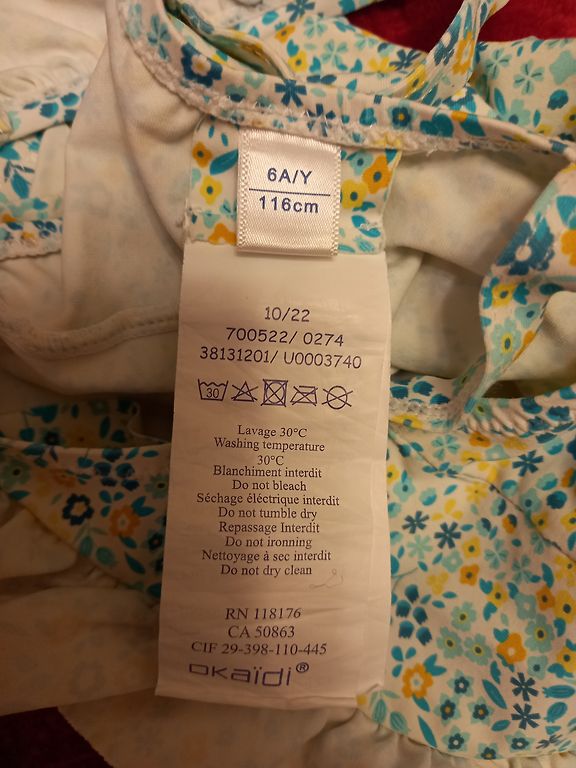 6A/Y
116cm
10/22
700522/ 0274
38131201/ U0003740
30
Lavage 30°C
Washing temperature
30°C
Blanchiment interdit
Do not bleach
Séchage éléctrique interdit
Do not tumble dry
Repassage Interdit
Do not ironning
Nettoyage à sec interdit
Do not dry clean
RN 118176
CA 50863
CIF 29-398-110-445
okaïdi®